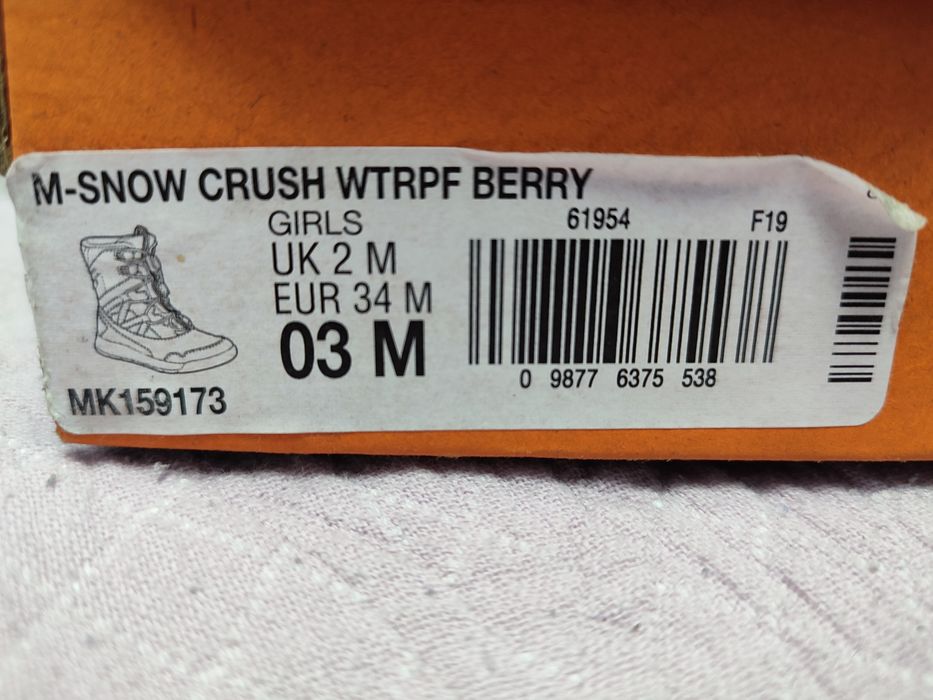 M-SNOW CRUSH WTRPF BERRY
GIRLS
UK 2 M
EUR 34 M
03 M
MK159173
61954
F19
0 9877 6375 538